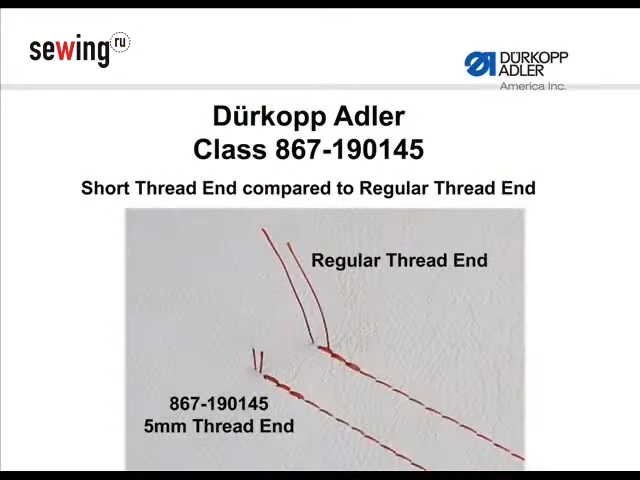 sewing ru
DÜRKOPP
ADLER
America Inc.
Dürkopp Adler
Class 867-190145
Short Thread End compared to Regular Thread End
Regular Thread End
867-190145
5mm Thread End